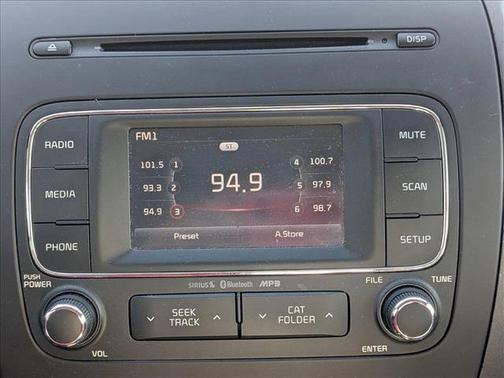 DISP
RADIO
MEDIA
PHONE
FM1
ST
101.5 1
93.3 2
94.9 3
94.9
4 100.7
5 97.9
6 98.7
Preset
A.Store
MUTE
SCAN
SETUP
SIRIUS Bluetooth MP3
PUSH
POWER
VOL
SEEK
TRACK
CAT
FOLDER
FILE
TUNE
ENTER